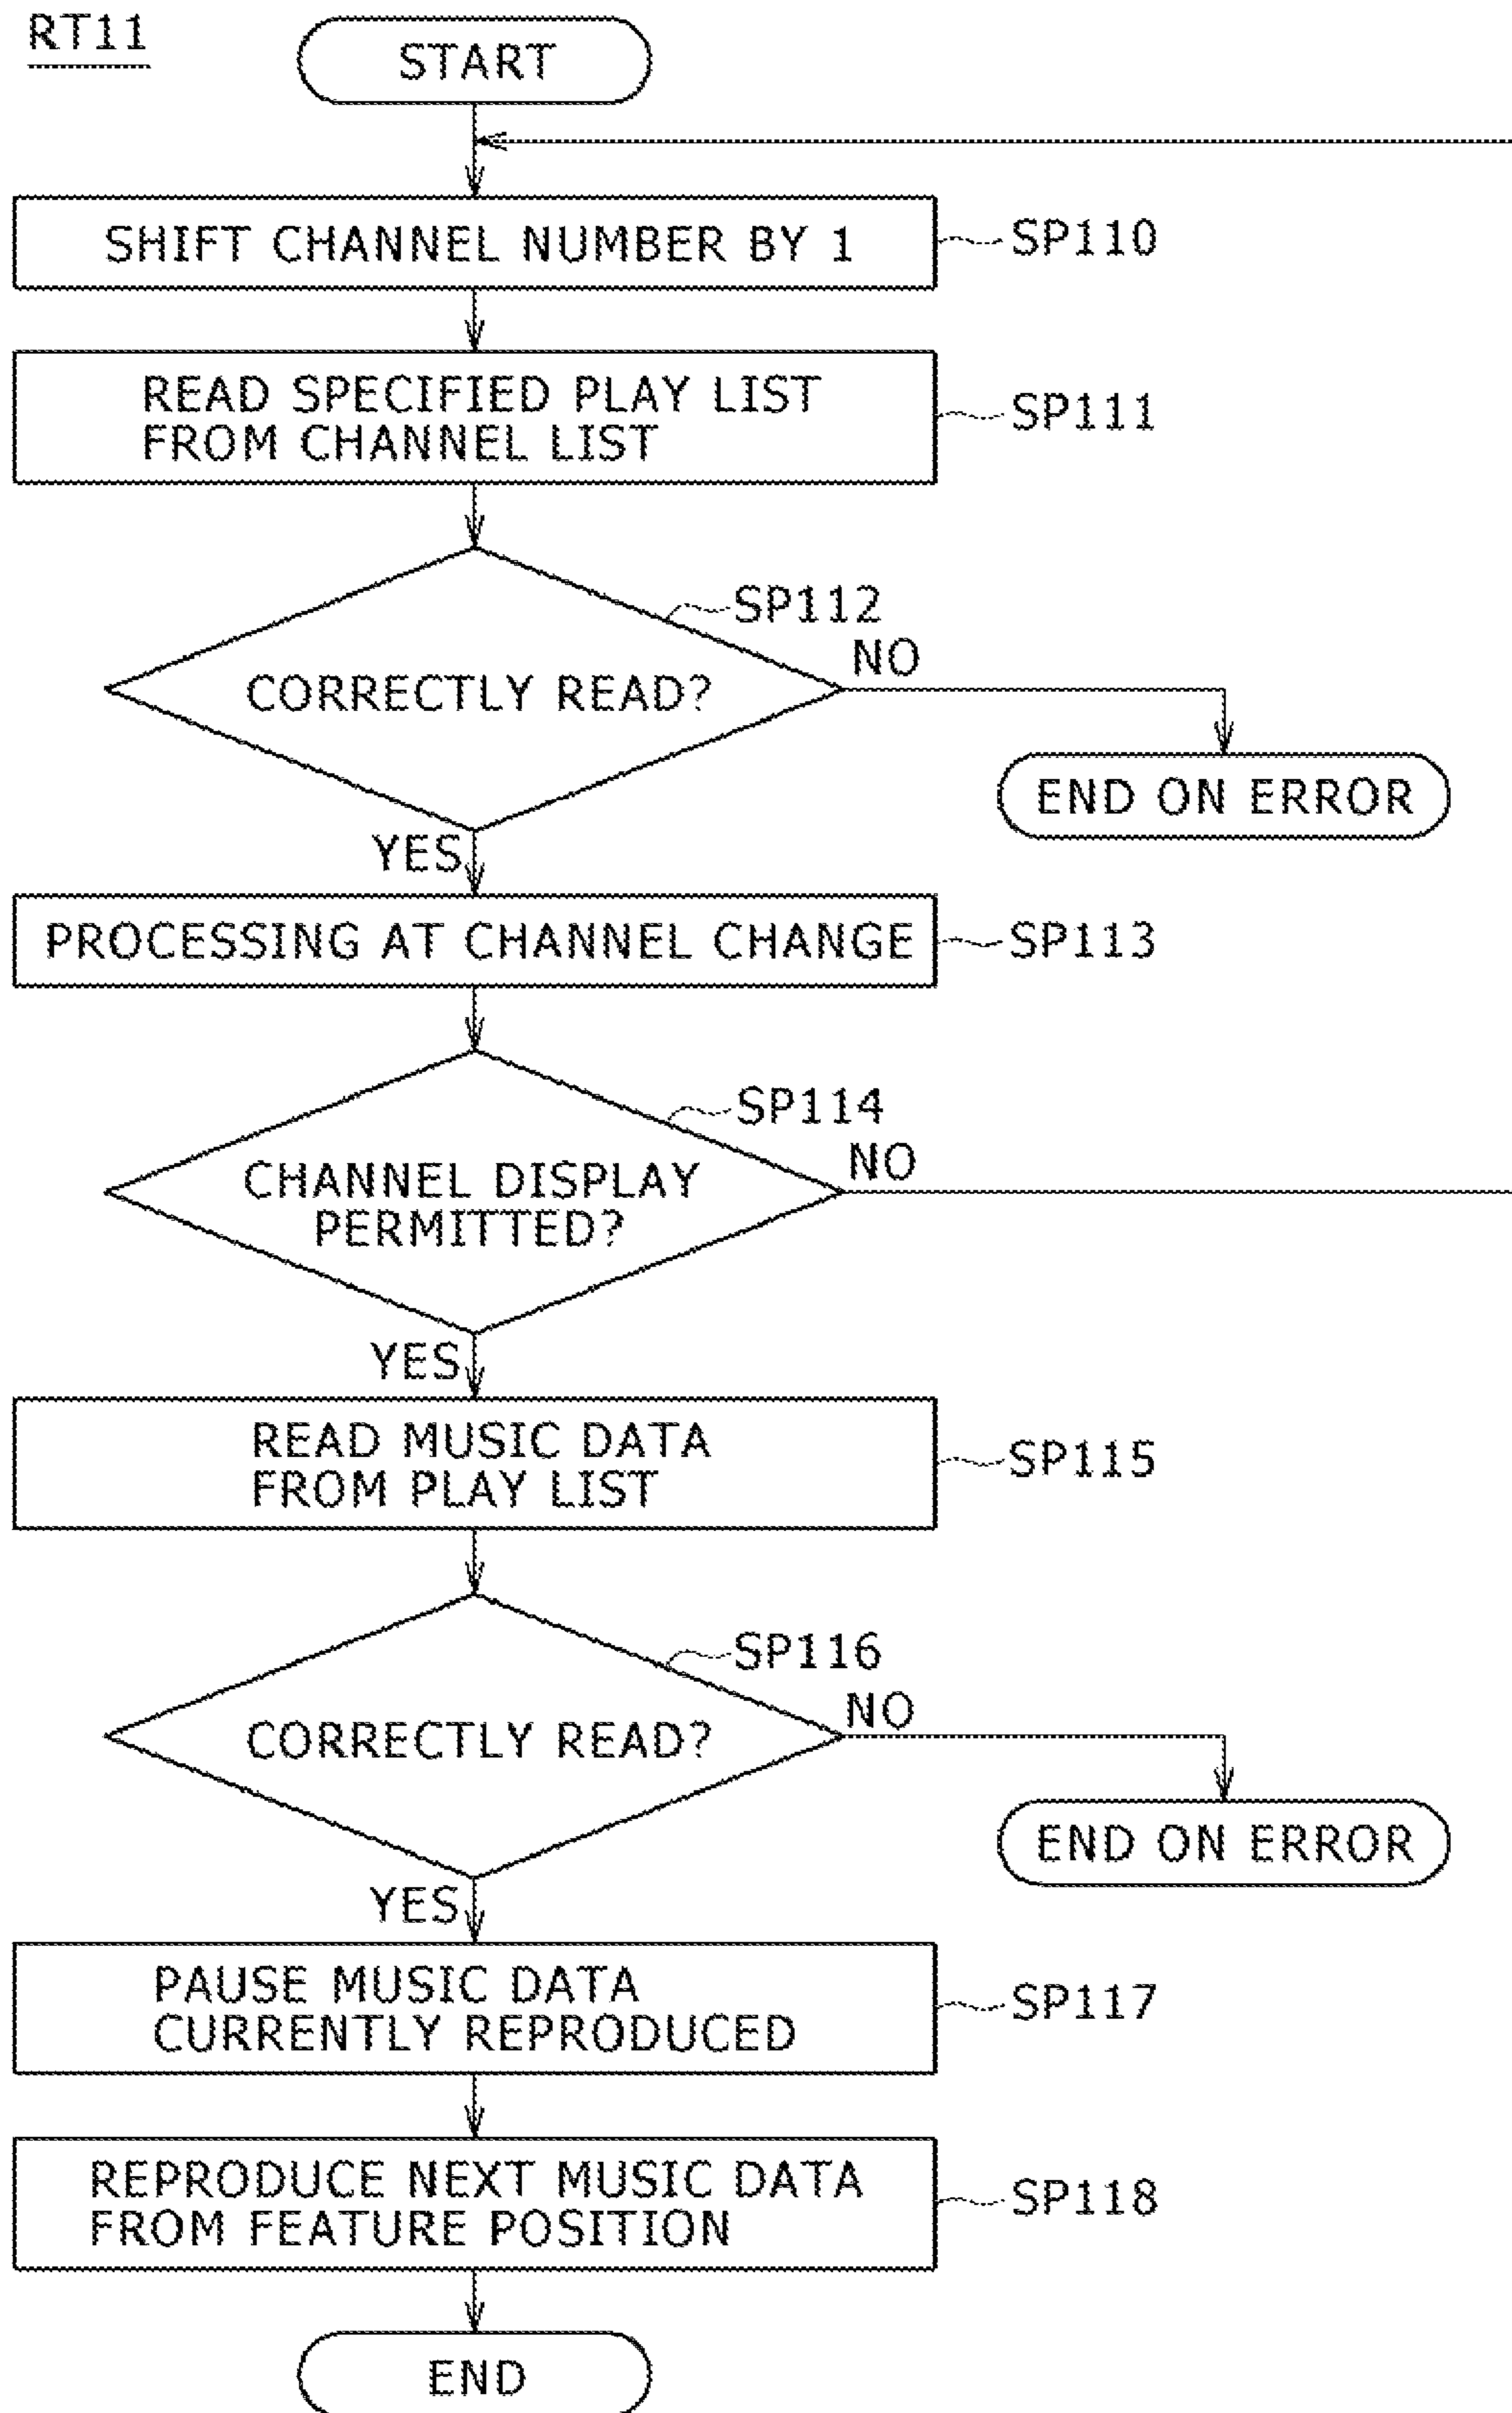 RT11
START
SHIFT CHANNEL NUMBER BY 1
SP110
READ SPECIFIED PLAY LIST
FROM CHANNEL LIST
SP111
SP112
CORRECTLY READ?
NO
END ON ERROR
YES
PROCESSING AT CHANNEL CHANGE
SP113
SP114
CHANNEL DISPLAY
PERMITTED?
NO
YES
READ MUSIC DATA
FROM PLAY LIST
SP115
SP116
CORRECTLY READ?
NO
END ON ERROR
YES
PAUSE MUSIC DATA
CURRENTLY REPRODUCED
SP117
REPRODUCE NEXT MUSIC DATA
FROM FEATURE POSITION
SP118
END